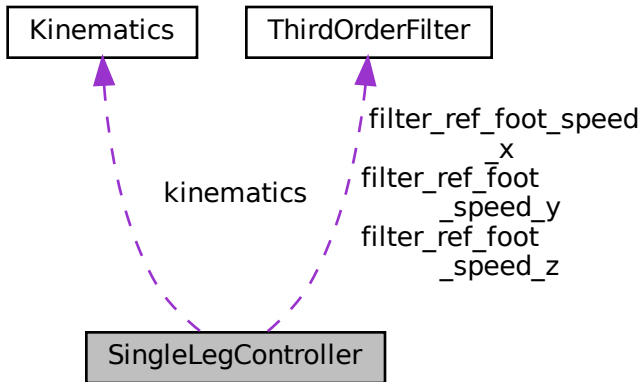 Kinematics
ThirdOrderFilter
filter_ref_foot_speed
_x
filter_ref_foot
_speed_y
filter_ref_foot
_speed_z
kinematics
SingleLegController